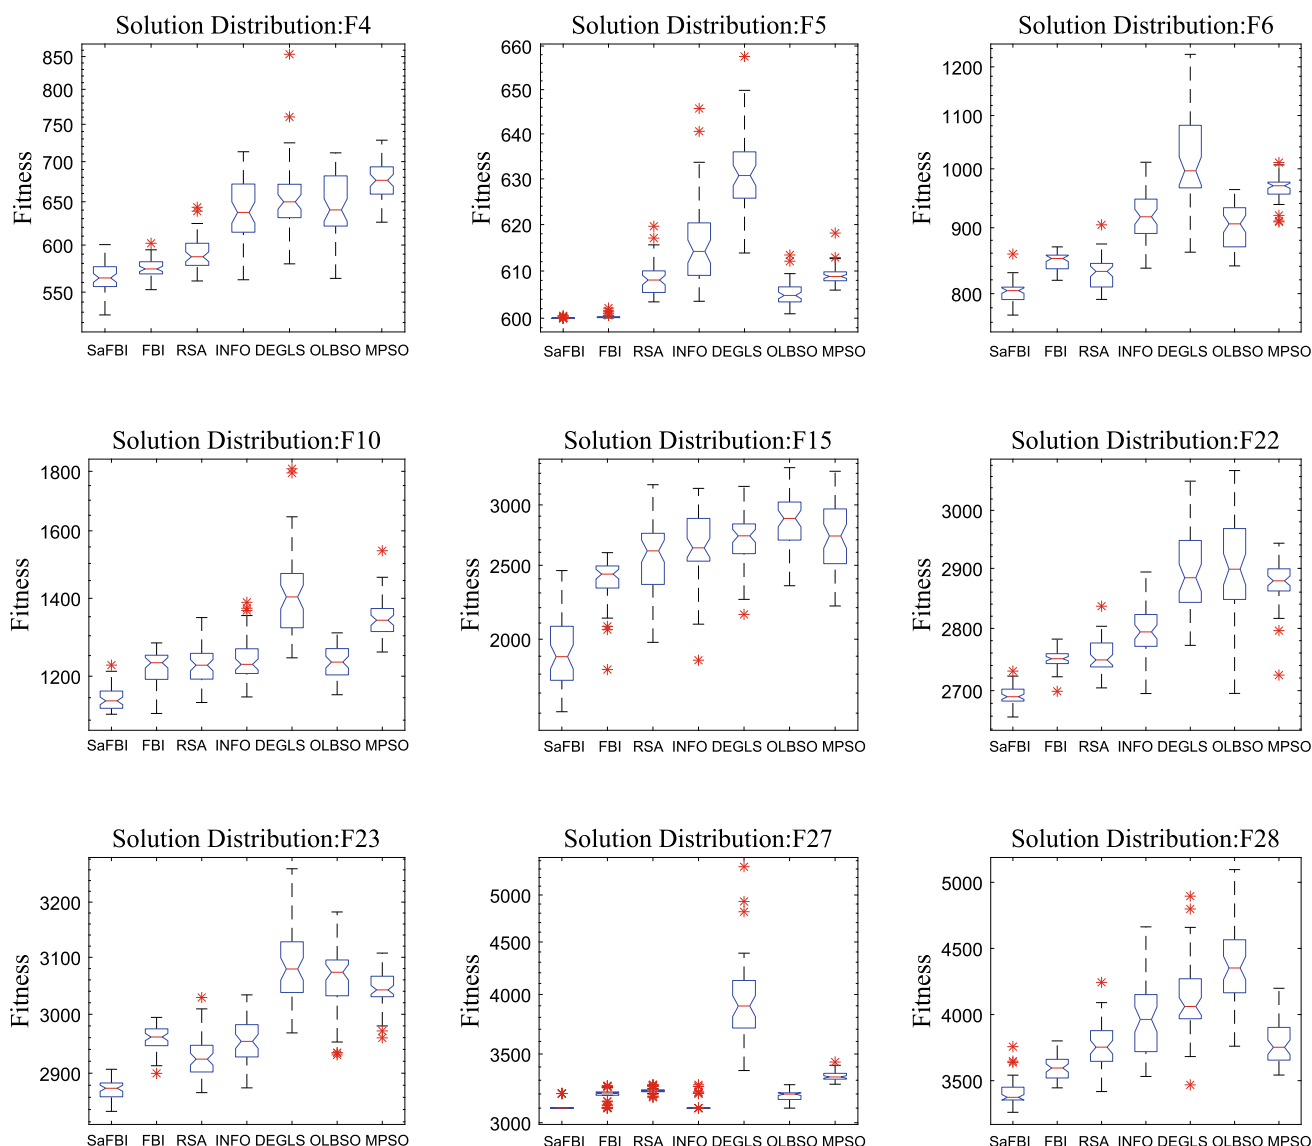 Solution Distribution:F4
Fitness
850
800
750
700
650
600
550
SaFBI FBI RSA INFO DEGLS OLBSO MPSO
Solution Distribution:F5
Fitness
660
650
640
630
620
610
600
SaFBI FBI RSA INFO DEGLS OLBSO MPSO
Solution Distribution:F6
Fitness
1200
1100
1000
900
800
SaFBI FBI RSA INFO DEGLS OLBSO MPSO
Solution Distribution:F10
Fitness
1800
1600
1400
1200
SaFBI FBI RSA INFO DEGLS OLBSO MPSO
Solution Distribution:F15
Fitness
3000
2500
2000
SaFBI FBI RSA INFO DEGLS OLBSO MPSO
Solution Distribution:F22
Fitness
3000
2900
2800
2700
SaFBI FBI RSA INFO DEGLS OLBSO MPSO
Solution Distribution:F23
Fitness
3200
3100
3000
2900
SaFBI FBI RSA INFO DEGLS OLBSO MPSO
Solution Distribution:F27
Fitness
5000
4500
4000
3500
3000
SaFBI FBI RSA INFO DEGLS OLBSO MPSO
Solution Distribution:F28
Fitness
5000
4500
4000
3500
SaFBI FBI RSA INFO DEGLS OLBSO MPSO